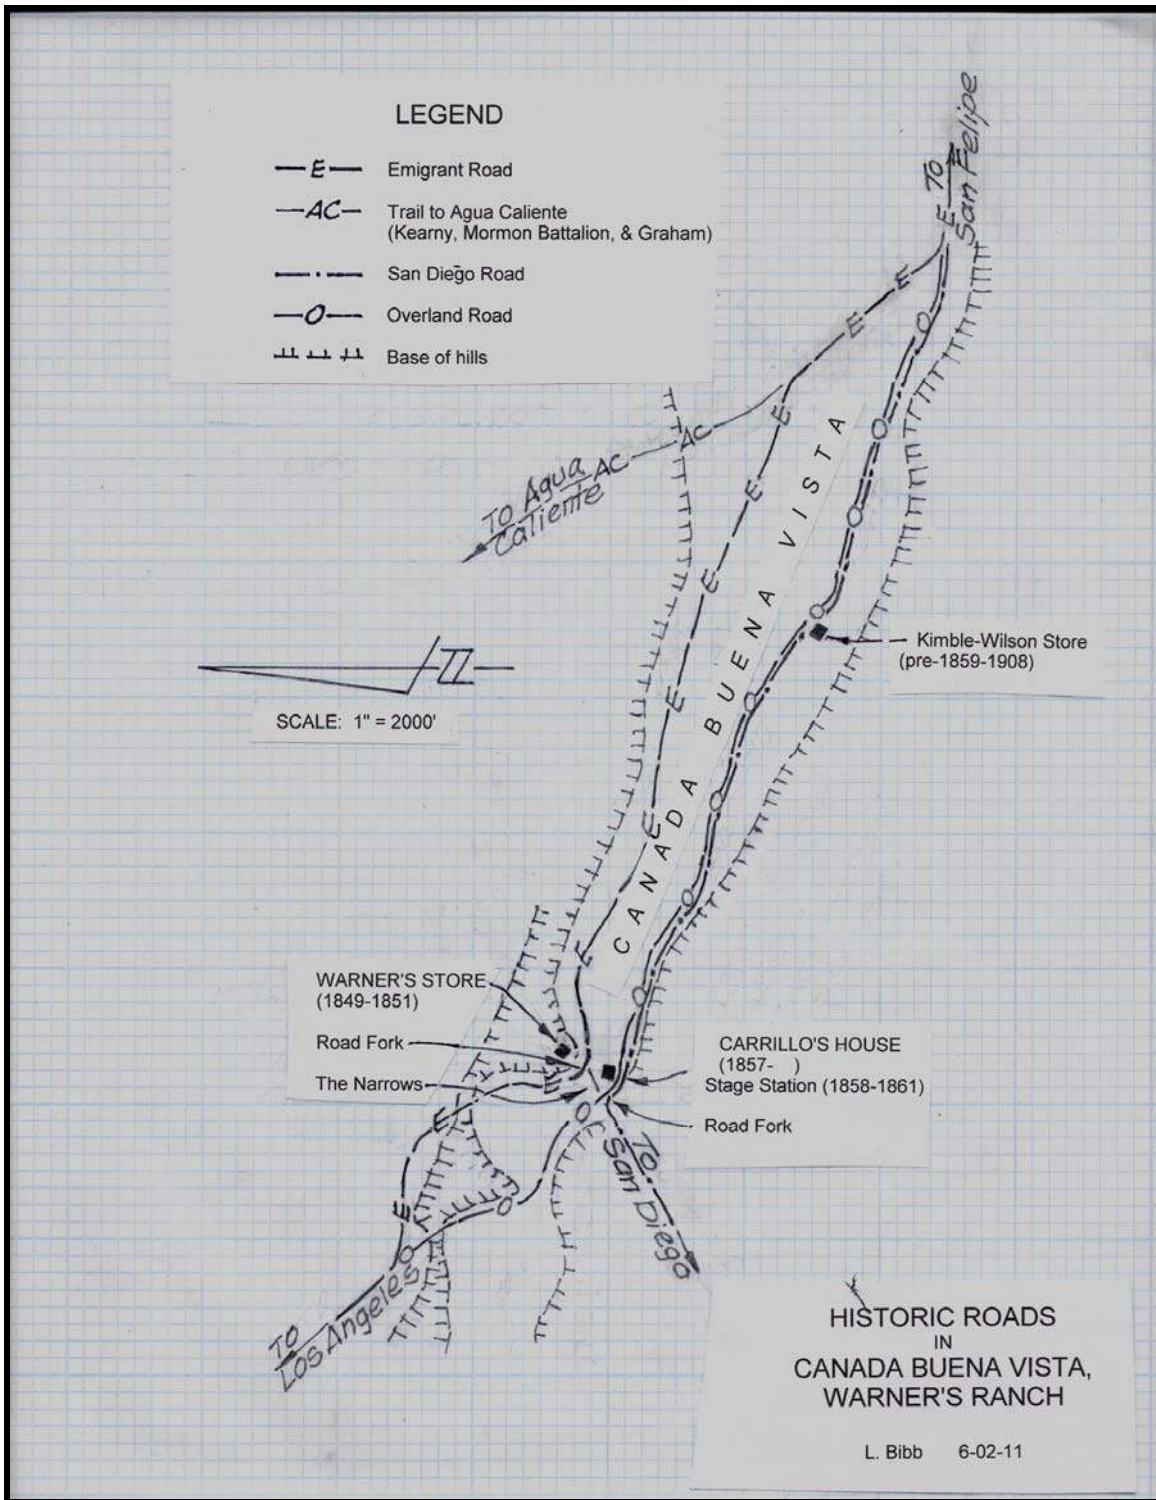 LEGEND
E
Emigrant Road
AC
Trail to Agua Caliente
(Kearny, Mormon Battalion, & Graham)
San Diego Road
O
Overland Road
Base of hills
TO
San Felipe
E
E
E
O
E
AC
AC
O
TO Agua
Caliente
E
O
E
O
Kimble-Wilson Store
(pre-1859-1908)
N
SCALE: 1" = 2000'
E
O
CANADA BUENA VISTA
E
O
O
E
O
WARNER'S STORE
(1849-1851)
Road Fork
The Narrows
CARRILLO'S HOUSE
(1857- )
Stage Station (1858-1861)
Road Fork
E
E
O
TO
San Diego
E
O
O
TO
Los Angeles
HISTORIC ROADS
IN
CANADA BUENA VISTA,
WARNER'S RANCH
L. Bibb 6-02-11